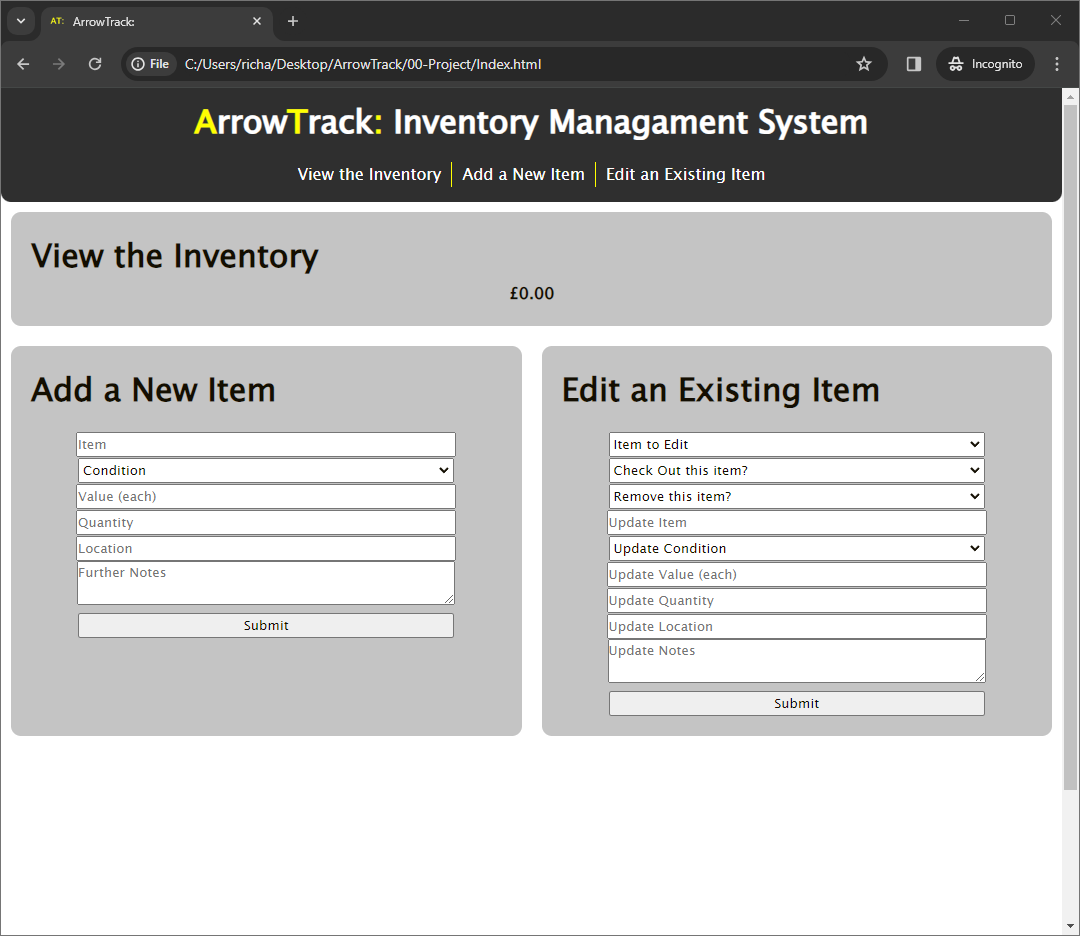 AT: ArrowTrack:
File C:/Users/richa/Desktop/ArrowTrack/00-Project/Index.html Incognito
ArrowTrack: Inventory Managament System
View the Inventory Add a New Item Edit an Existing Item
View the Inventory
£0.00
Add a New Item
Item
Condition
Value (each)
Quantity
Location
Further Notes
Submit
Edit an Existing Item
Item to Edit
Check Out this item?
Remove this item?
Update Item
Update Condition
Update Value (each)
Update Quantity
Update Location
Update Notes
Submit